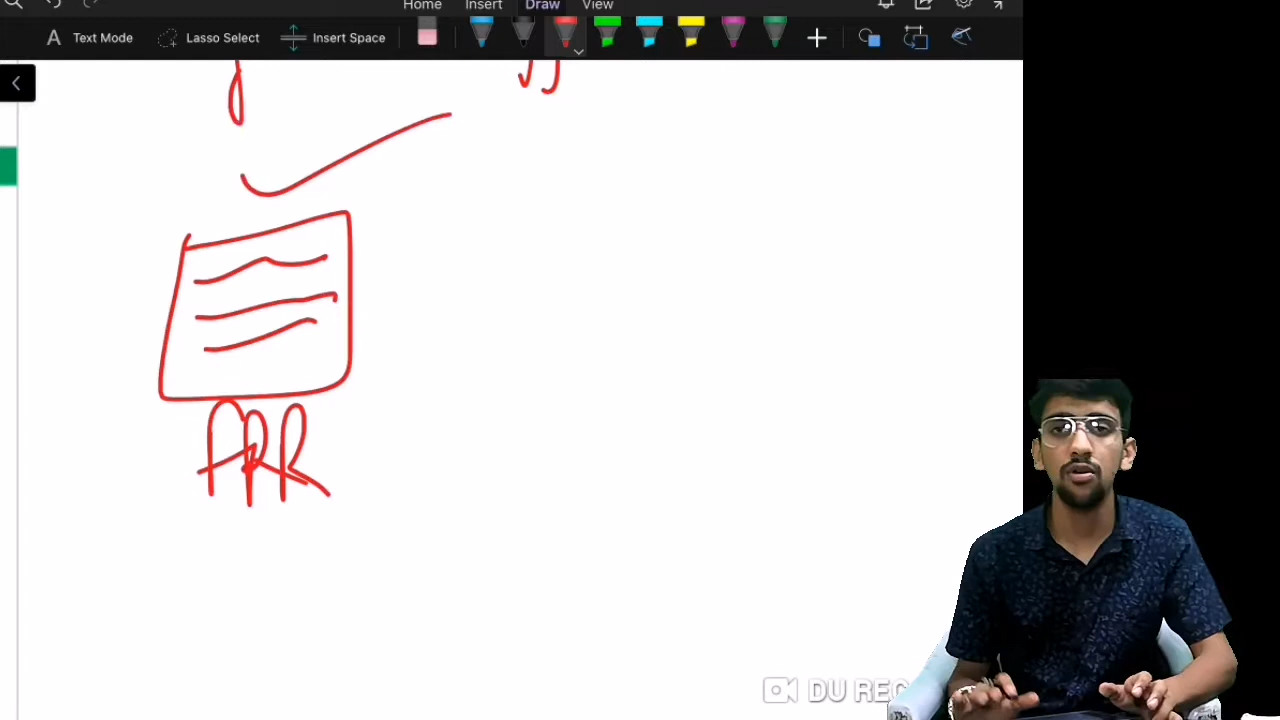 Home Insert Draw View
Text Mode Lasso Select Insert Space
ARR
DU REC